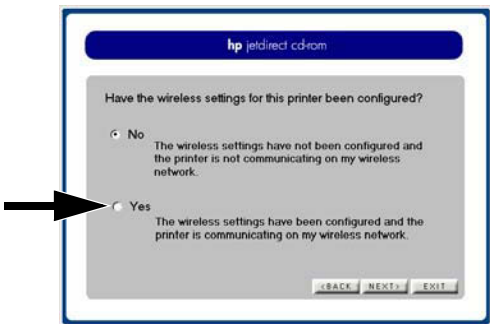 hp jetdirect cd-rom
Have the wireless settings for this printer been configured?
No
The wireless settings have not been configured and
the printer is not communicating on my wireless
network.
Yes
The wireless settings have been configured and the
printer is communicating on my wireless network.
<BACK NEXT> EXIT